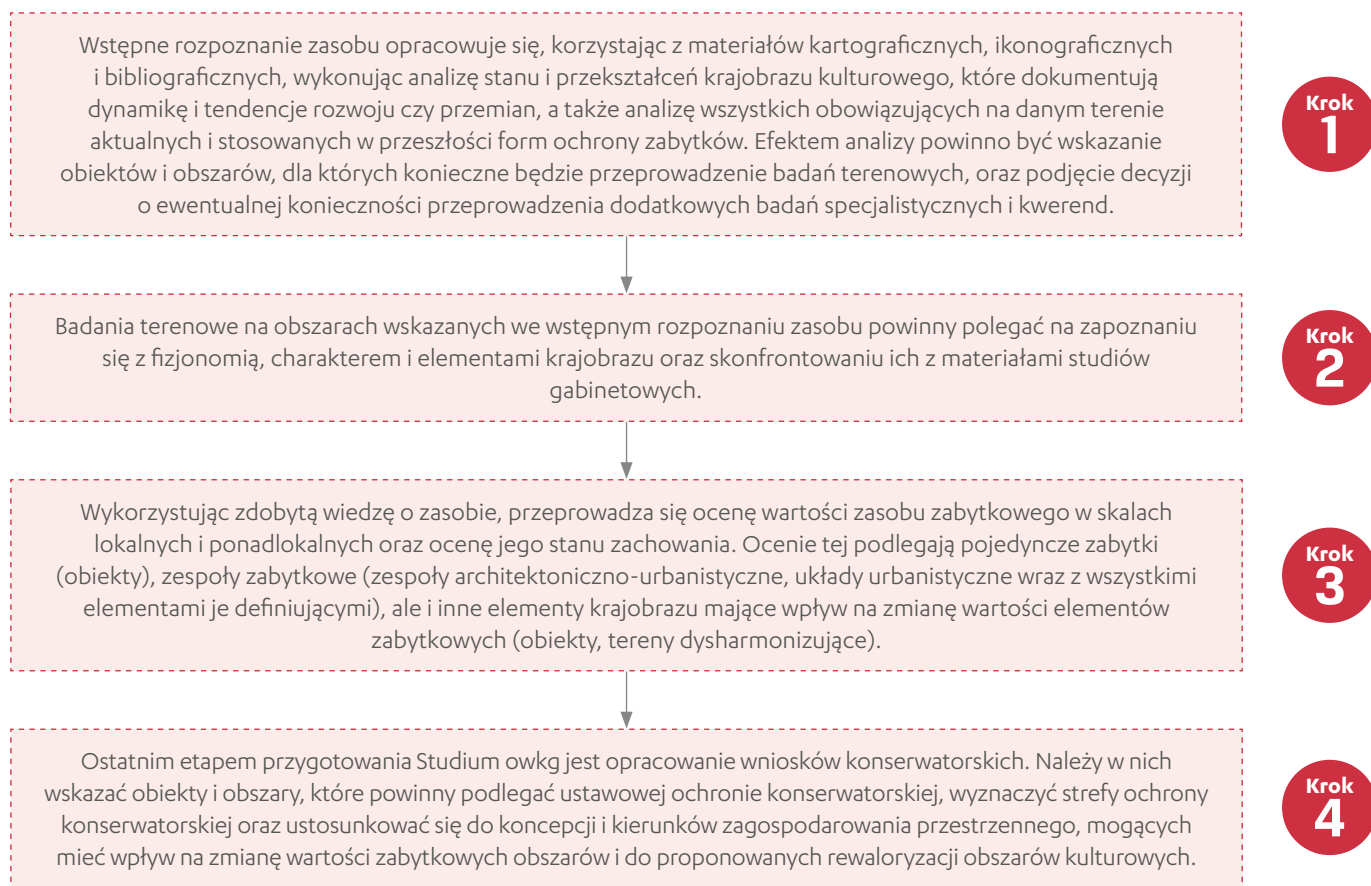 Wstępne rozpoznanie zasobu opracowuje się, korzystając z materiałów kartograficznych, ikonograficznych
i bibliograficznych, wykonując analizę stanu i przekształceń krajobrazu kulturowego, które dokumentują
dynamikę i tendencje rozwoju czy przemian, a także analizę wszystkich obowiązujących na danym terenie
aktualnych i stosowanych w przeszłości form ochrony zabytków. Efektem analizy powinno być wskazanie
obiektów i obszarów, dla których konieczne będzie przeprowadzenie badań terenowych, oraz podjęcie decyzji
o ewentualnej konieczności przeprowadzenia dodatkowych badań specjalistycznych i kwerend.
Krok
1
Badania terenowe na obszarach wskazanych we wstępnym rozpoznaniu zasobu powinny polegać na zapoznaniu
się z fizjonomią, charakterem i elementami krajobrazu oraz skonfrontowaniu ich z materiałami studiów
gabinetowych.
Krok
2
Wykorzystując zdobytą wiedzę o zasobie, przeprowadza się ocenę wartości zasobu zabytkowego w skalach
lokalnych i ponadlokalnych oraz ocenę jego stanu zachowania. Ocenie tej podlegają pojedyncze zabytki
(obiekty), zespoły zabytkowe (zespoły architektoniczno-urbanistyczne, układy urbanistyczne wraz z wszystkimi
elementami je definiującymi), ale i inne elementy krajobrazu mające wpływ na zmianę wartości elementów
zabytkowych (obiekty, tereny dysharmonizujące).
Krok
3
Ostatnim etapem przygotowania Studium owkg jest opracowanie wniosków konserwatorskich. Należy w nich
wskazać obiekty i obszary, które powinny podlegać ustawowej ochronie konserwatorskiej, wyznaczyć strefy ochrony
konserwatorskiej oraz ustosunkować się do koncepcji i kierunków zagospodarowania przestrzennego, mogących
mieć wpływ na zmianę wartości zabytkowych obszarów i do proponowanych rewaloryzacji obszarów kulturowych.
Krok
4